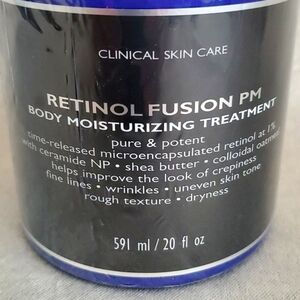 CLINICAL SKIN CARE
RETINOL FUSION PM
BODY MOISTURIZING TREATMENT
pure & potent
time-released microencapsulated retinol at 1%
with ceramide NP • shea butter • colloidal oatmeal
helps improve the look of crepiness
fine lines • wrinkles • uneven skin tone
rough texture • dryness
591 ml / 20 fl oz